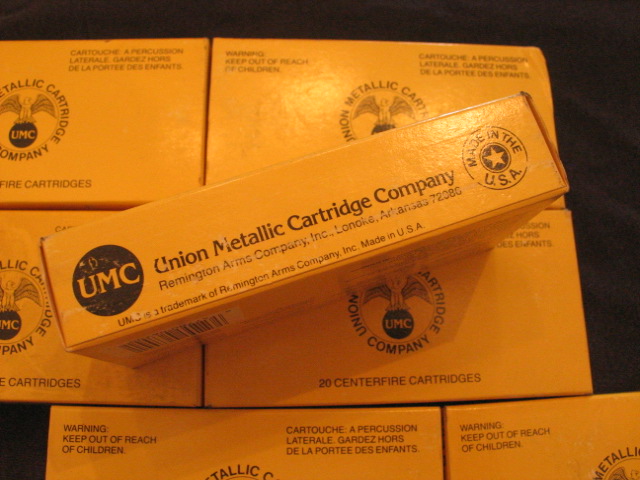 CARTOUCHE: A PERCUSSION
LATERALE. GARDEZ HORS
DE LA PORTEE DES ENFANTS.
METALLIC CARTRIDGE
COMPANY
UMC
FIRE CARTRIDGES
WARNING:
KEEP OUT OF REACH
OF CHILDREN.
CARTOUCHE: A PERCUSSION
LATERALE. GARDEZ HORS
DE LA PORTEE DES ENFANTS.
UNION METALLIC
MADE IN THE
U.S.A.
UMC
Union Metallic Cartridge Company
Remington Arms Company, Inc., Lonoke, Arkansas 72086
UMC is a trademark of Remington Arms Company, Inc. Made in U.S.A.
CARTRIDGE
COMPANY
UMC
CARTRIDGES
HORS
ENFANTS.
UNION
CARTRIDGE
COMPANY
UMC
20 CENTERFIRE CARTRIDGES
WARNING:
KEEP OUT OF REACH
OF CHILDREN.
CARTOUCHE: A PERCUSSION
LATERALE. GARDEZ HORS
DE LA PORTEE DES ENFANTS.
METALLIC
WARNING:
KEEP OUT OF REACH
OF CHILDREN.
METALLIC